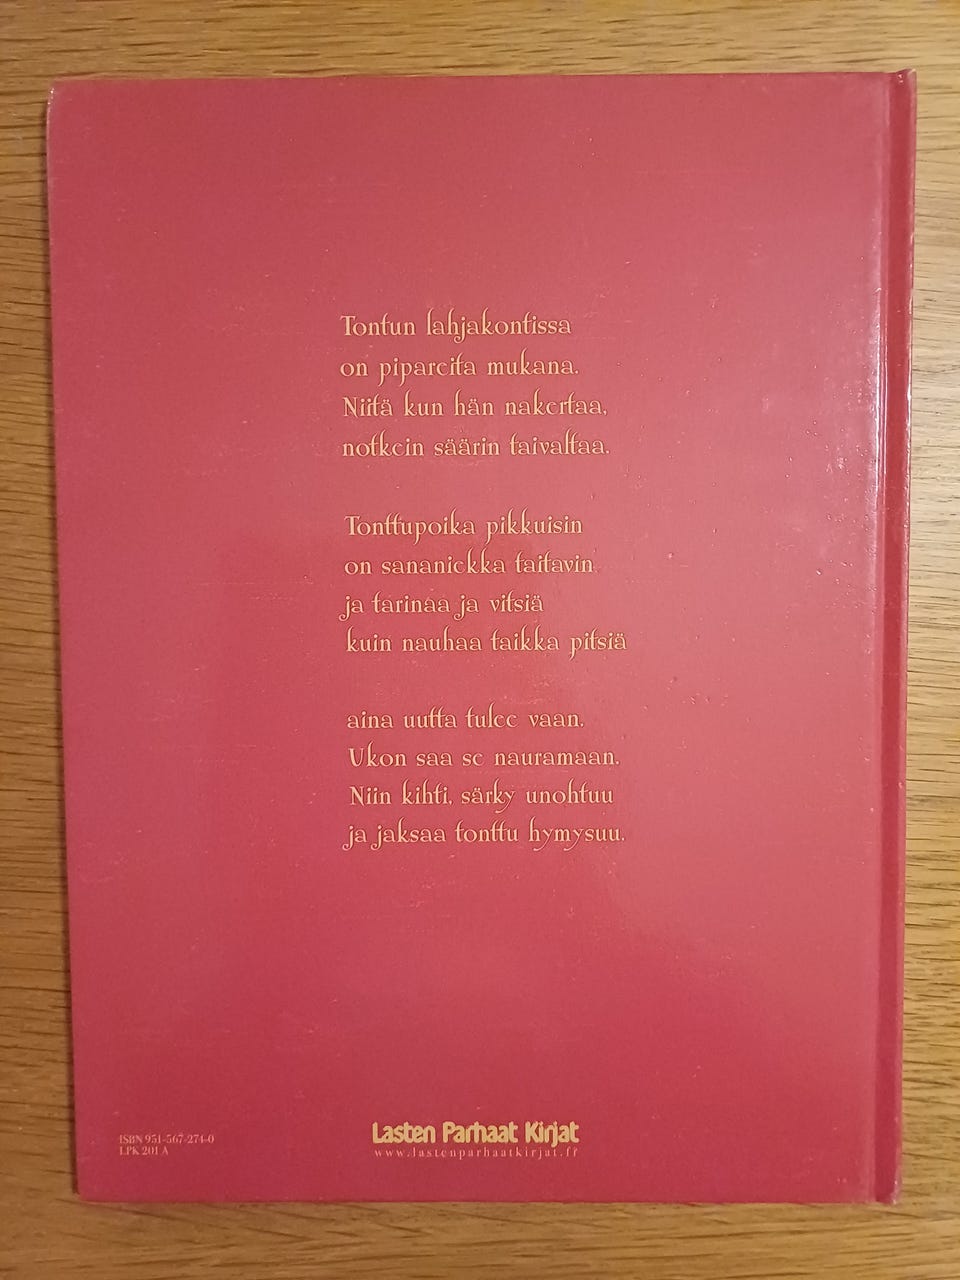 Tontun lahjakontissa
on pipareita mukana.
Niitä kun hän nakertaa,
notkein säärin taivaltaa.
Tonttupoika pikkuisin
on sananiekka taitavin
ja tarinaa ja vitsiä
kuin nauhaa taikka pitsiä
aina uutta tulee vaan.
Ukon saa se nauramaan.
Niin kihti, särky unohtuu
ja jaksaa tonttu hymysuu.
ISBN 951-567-274-0
LPK 201 A
Lasten Parhaat Kirjat
www.lastenparhaatkirjat.fi